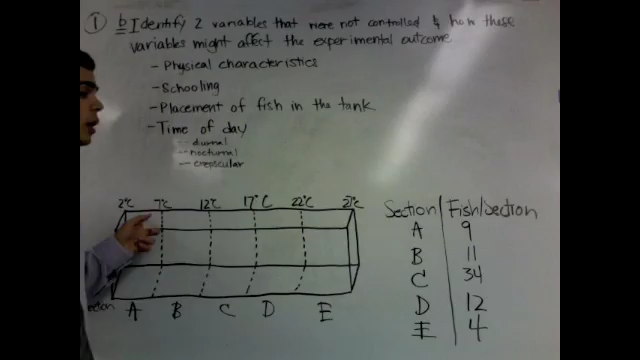 ① b Identify 2 variables that were not controlled & how these
variables might affect the experimental outcome
- Physical characteristics
- Schooling
- Placement of fish in the tank
- Time of day
-- diurnal
-- nocturnal
-- crepscular
2°C 7°C 12°C 17°C 22°C 27°C
A B C D E
Section Fish/section
A 9
B 11
C 34
D 12
E 4